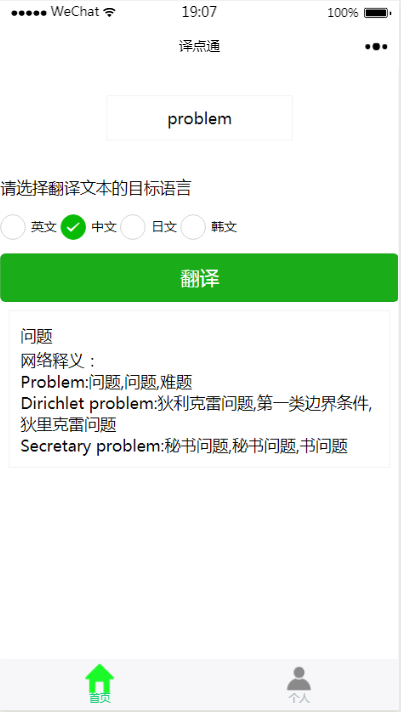 WeChat 19:07 100%
译点通
problem
请选择翻译文本的目标语言
英文 中文 日文 韩文
翻译
问题
网络释义：
Problem:问题,问题,难题
Dirichlet problem:狄利克雷问题,第一类边界条件,
狄里克雷问题
Secretary problem:秘书问题,秘书问题,书问题
首页 个人